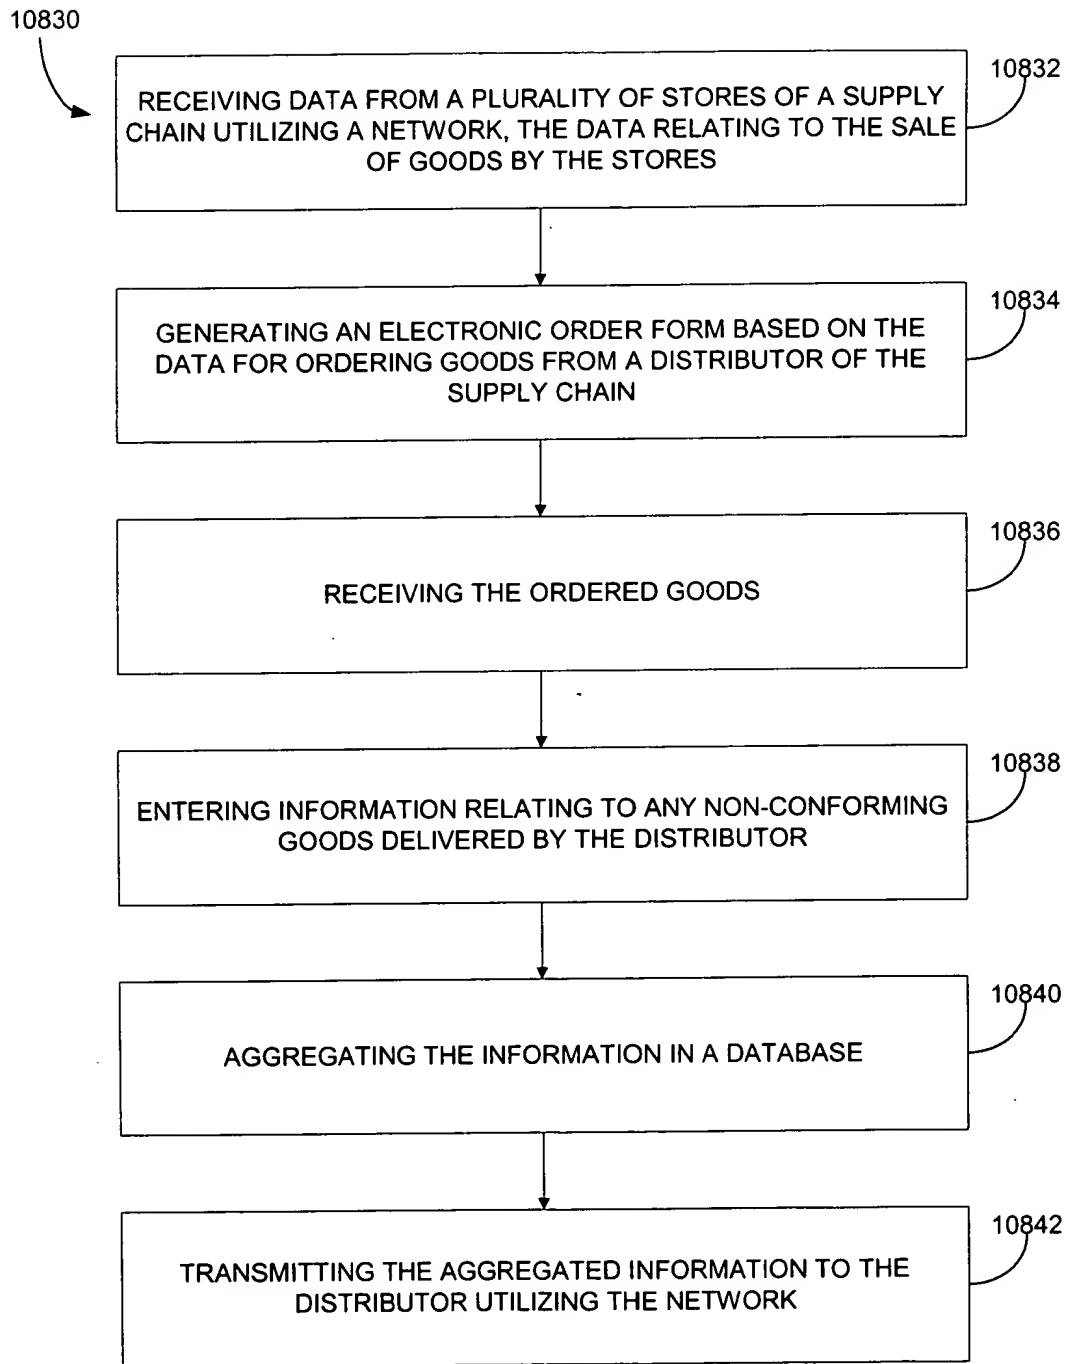 10830
10832
RECEIVING DATA FROM A PLURALITY OF STORES OF A SUPPLY
CHAIN UTILIZING A NETWORK, THE DATA RELATING TO THE SALE
OF GOODS BY THE STORES
10834
GENERATING AN ELECTRONIC ORDER FORM BASED ON THE
DATA FOR ORDERING GOODS FROM A DISTRIBUTOR OF THE
SUPPLY CHAIN
10836
RECEIVING THE ORDERED GOODS
10838
ENTERING INFORMATION RELATING TO ANY NON-CONFORMING
GOODS DELIVERED BY THE DISTRIBUTOR
10840
AGGREGATING THE INFORMATION IN A DATABASE
10842
TRANSMITTING THE AGGREGATED INFORMATION TO THE
DISTRIBUTOR UTILIZING THE NETWORK